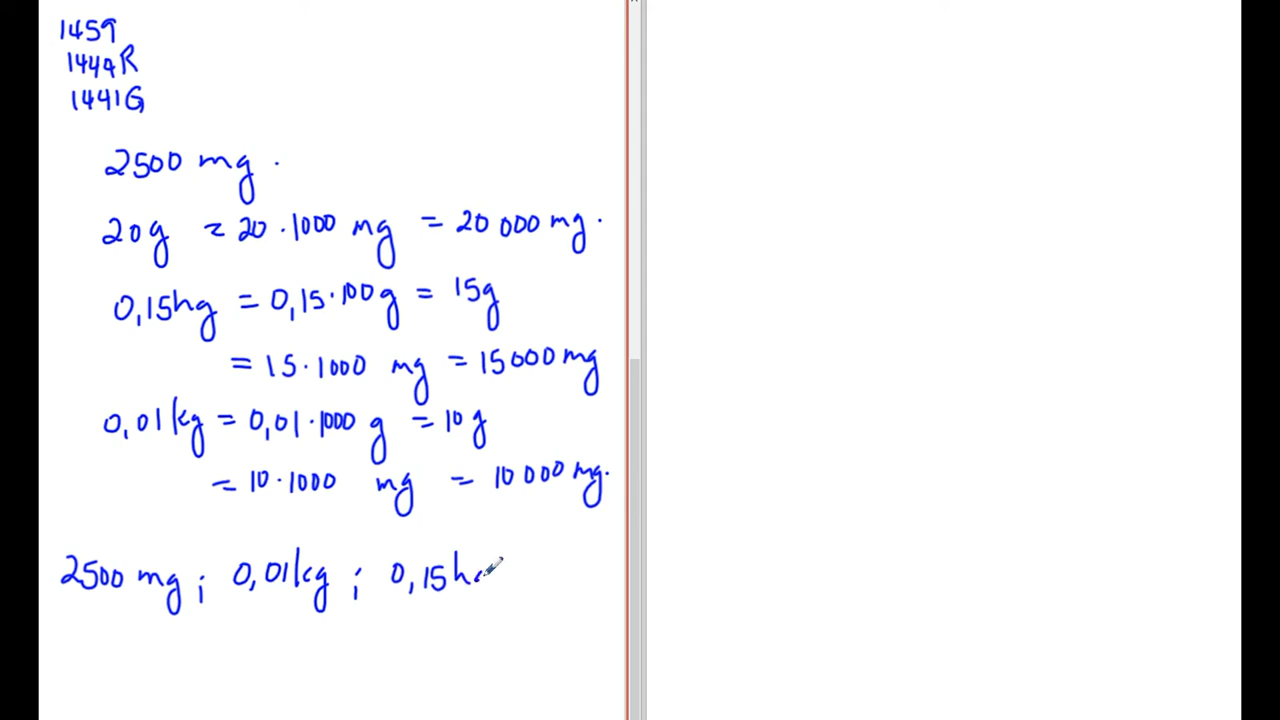 1459
1444R
1441G
2500 mg.
20g = 20·1000 mg = 20 000 mg.
0,15hg = 0,15·100g = 15g
= 15·1000 mg = 15000 mg
0,01kg = 0,01·1000 g = 10g
= 10·1000 mg = 10 000 mg.
2500 mg ; 0,01kg ; 0,15h